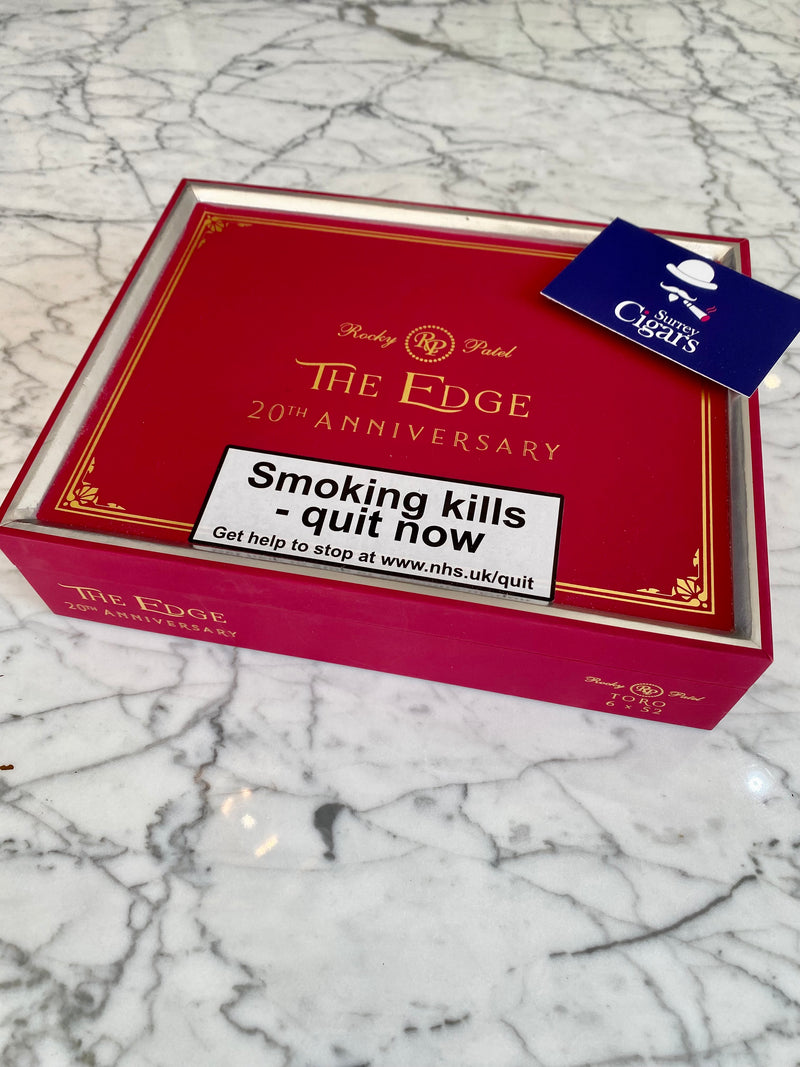 Surrey
Cigars
Rocky RP Patel
THE EDGE
20TH ANNIVERSARY
Smoking kills
- quit now
Get help to stop at www.nhs.uk/quit
THE EDGE
20TH ANNIVERSARY
Rocky RP Patel
TORO
6 x 52